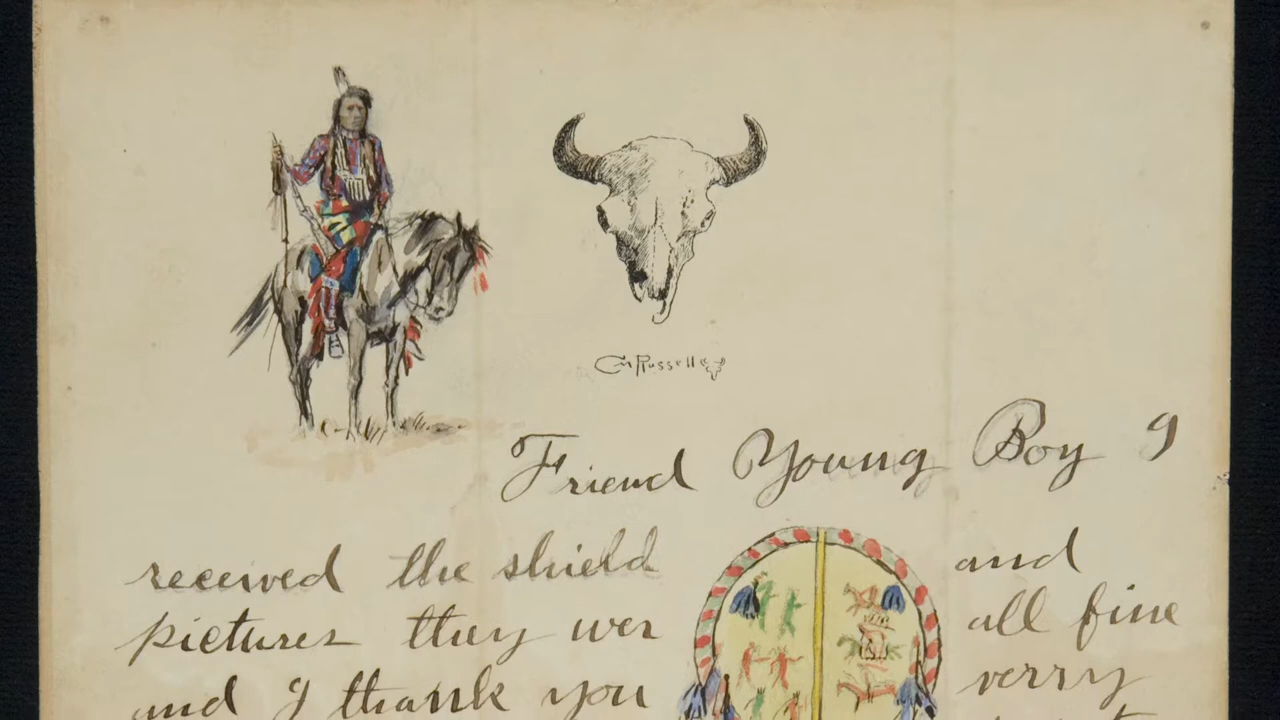 CM Russell
Friend Young Boy I
received the shield and
pictures they wer all fine
and I thank you verry